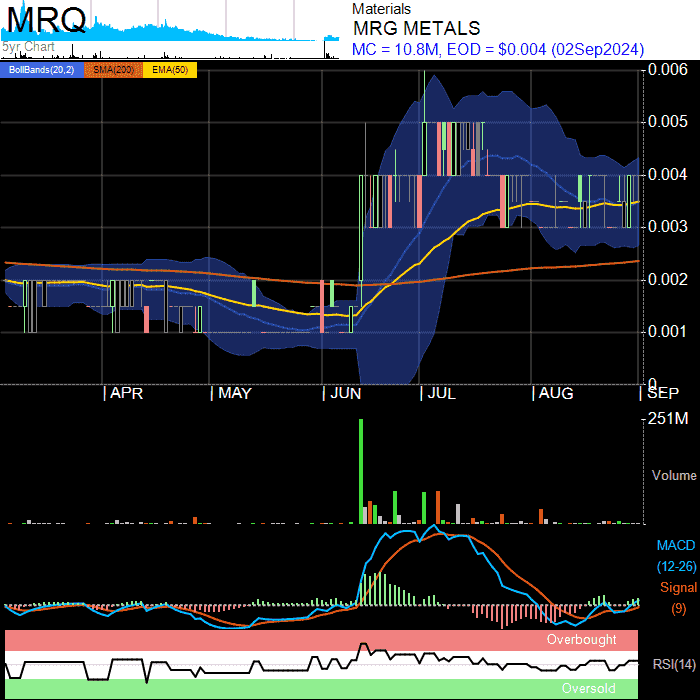 MRQ
5yr Chart
Materials
MRG METALS
MC = 10.8M, EOD = $0.004 (02Sep2024)
BollBands(20,2) SMA(200) EMA(50)
0.006
0.005
0.004
0.003
0.002
0.001
0
APR MAY JUN JUL AUG SEP
251M
Volume
MACD
(12-26)
Signal
(9)
Overbought
RSI(14)
Oversold